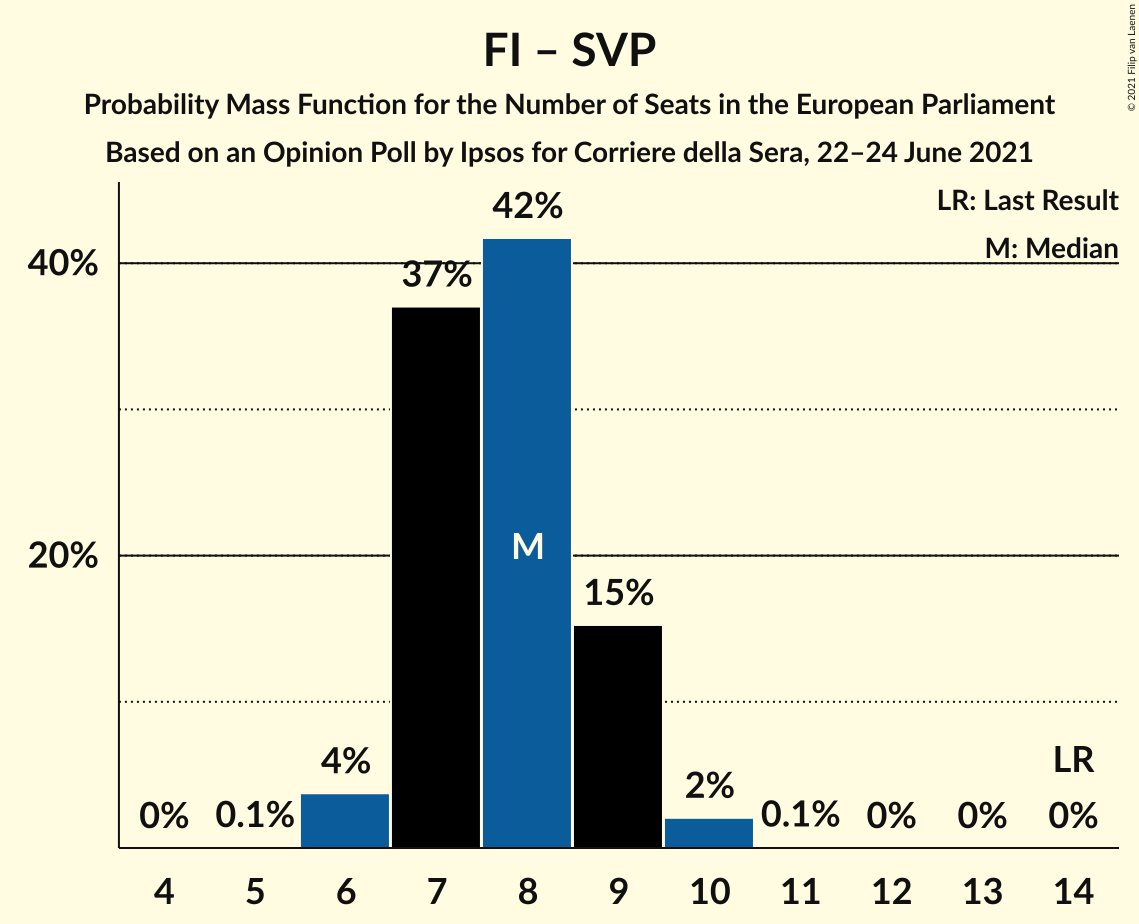 FI – SVP
Probability Mass Function for the Number of Seats in the European Parliament
Based on an Opinion Poll by Ipsos for Corriere della Sera, 22–24 June 2021
© 2021 Filip van Laenen
LR: Last Result
M: Median
40%
20%
0%
0.1%
4%
37%
42%
M
15%
2%
0.1%
0%
0%
LR
0%
4 5 6 7 8 9 10 11 12 13 14